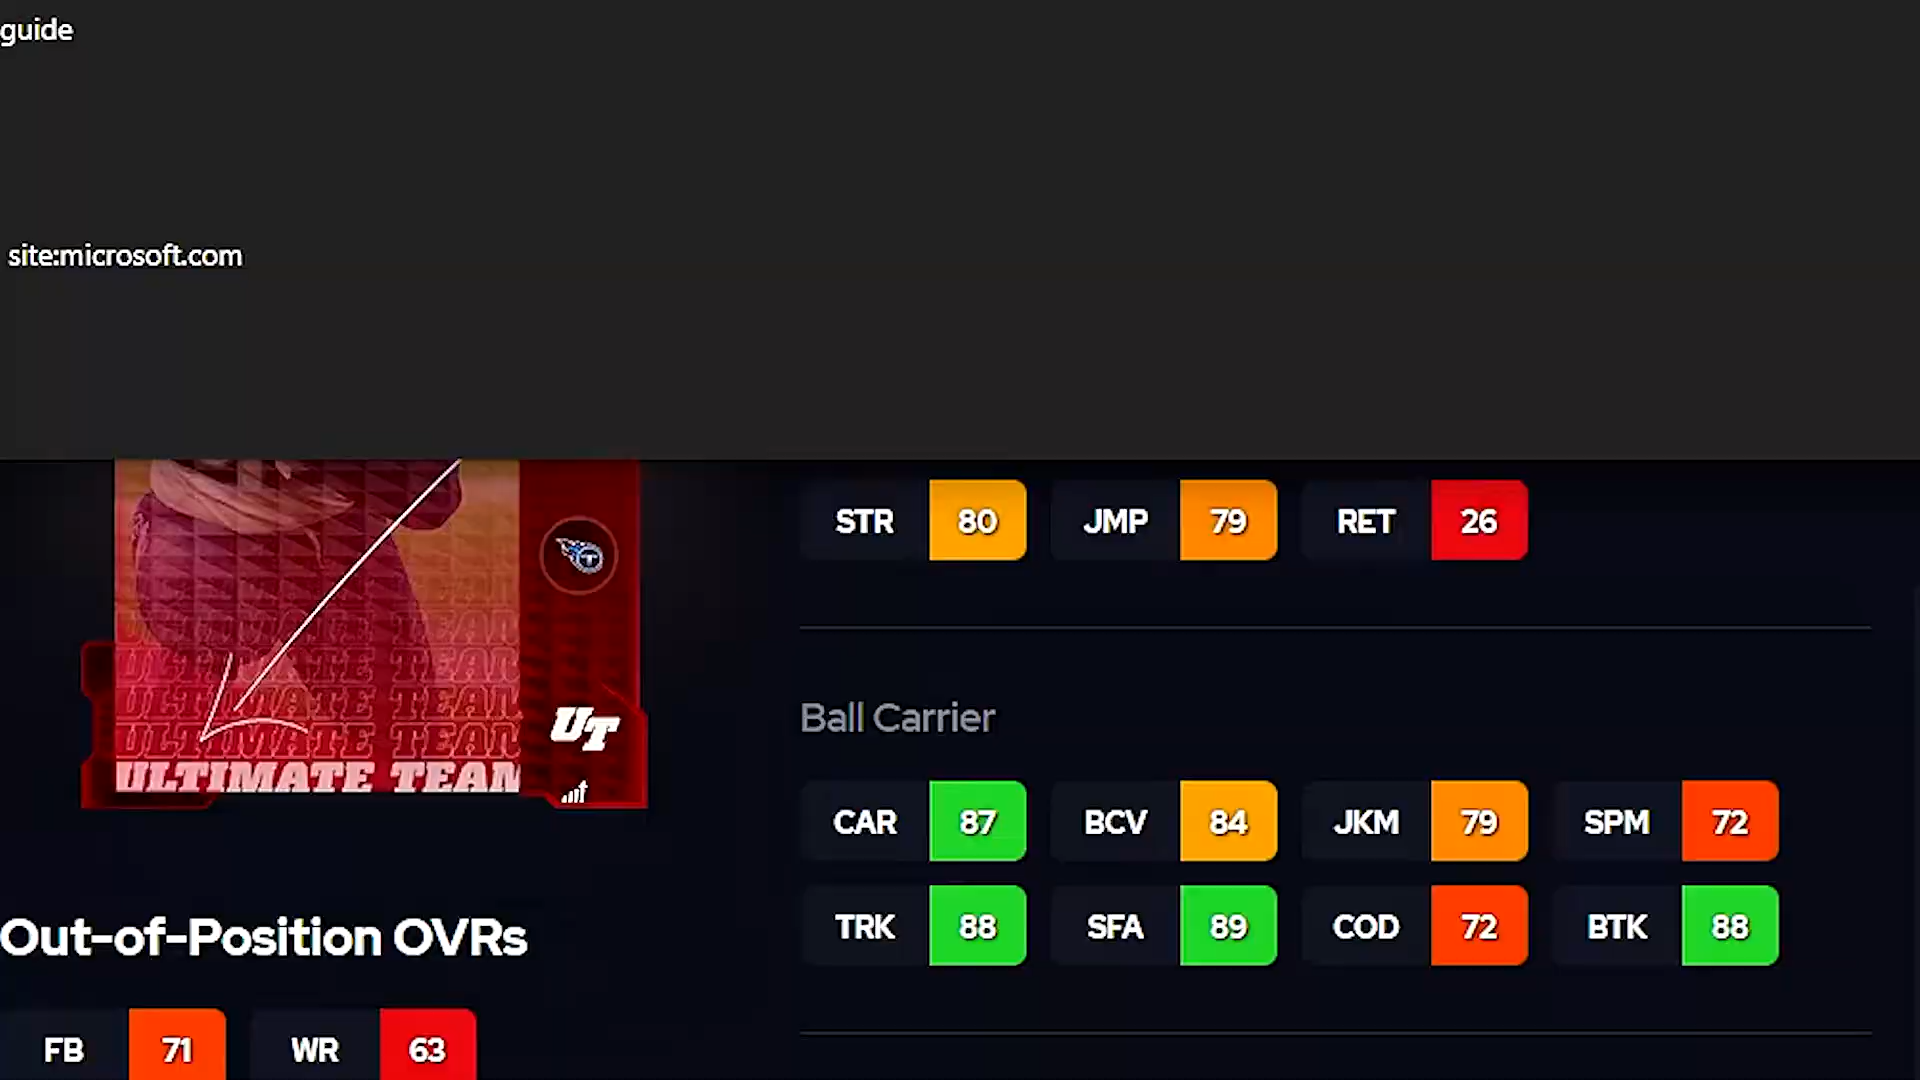 guide
site:microsoft.com
STR 80 JMP 79 RET 26
ULTIMATE TEAM
ULTIMATE TEAM
ULTIMATE TEAM
ULTIMATE TEAM
ULTIMATE TEAM
UT
Ball Carrier
CAR 87 BCV 84 JKM 79 SPM 72
TRK 88 SFA 89 COD 72 BTK 88
Out-of-Position OVRs
FB 71 WR 63